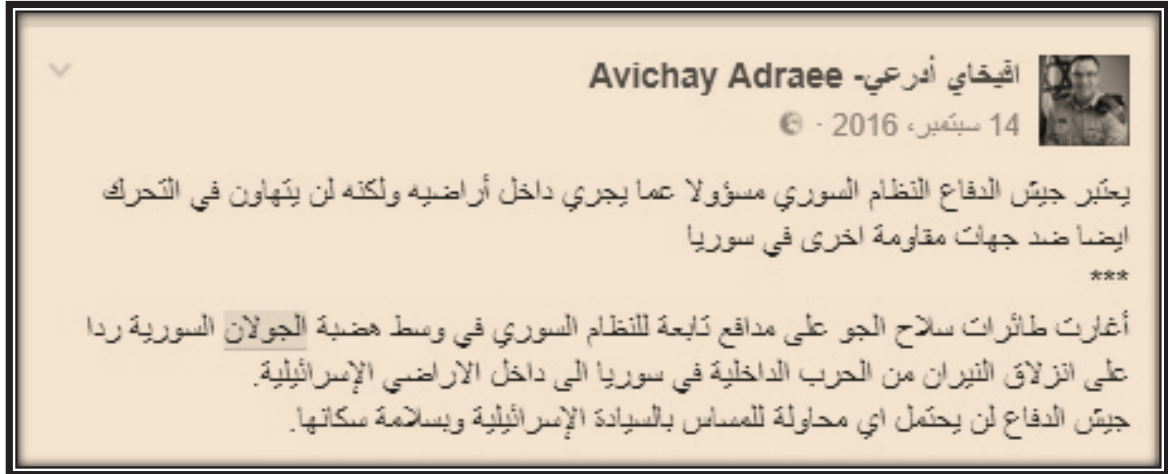 افيخاي أدرعي- Avichay Adraee
14 سبتمبر، 2016 ·
يعتبر جيش الدفاع النظام السوري مسؤولا عما يجري داخل أراضيه ولكنه لن يتهاون في التحرك
ايضا ضد جهات مقاومة اخرى في سوريا
***
أغارت طائرات سلاح الجو على مدافع تابعة للنظام السوري في وسط هضبة الجولان السورية ردا
على انزلاق النيران من الحرب الداخلية في سوريا الى داخل الاراضي الإسرائيلية.
جيش الدفاع لن يحتمل اي محاولة للمساس بالسيادة الإسرائيلية وبسلامة سكانها.